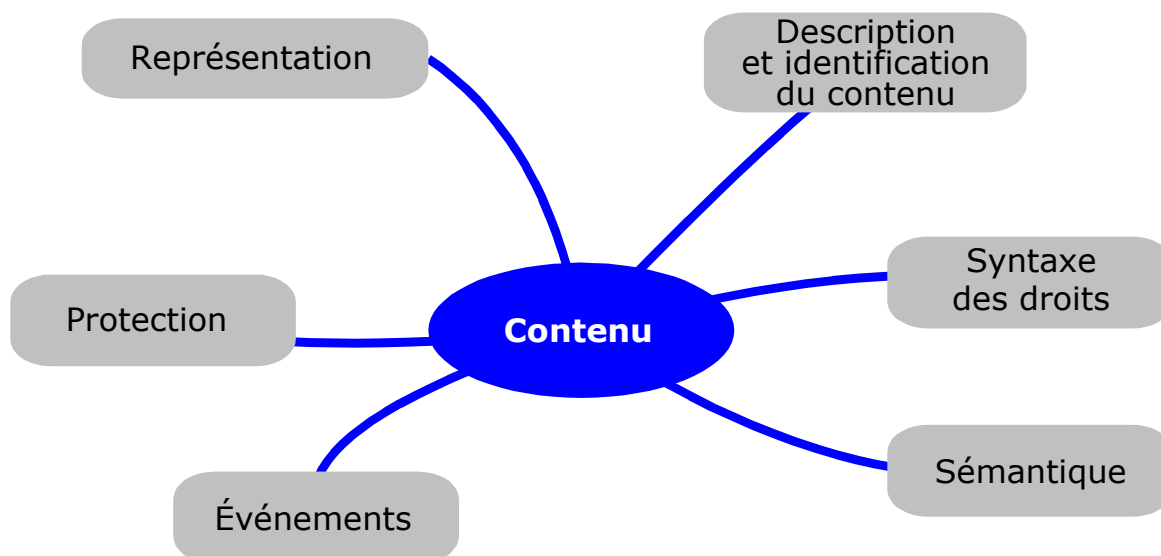 Représentation
Description
et identification
du contenu
Syntaxe
des droits
Protection
Contenu
Sémantique
Événements